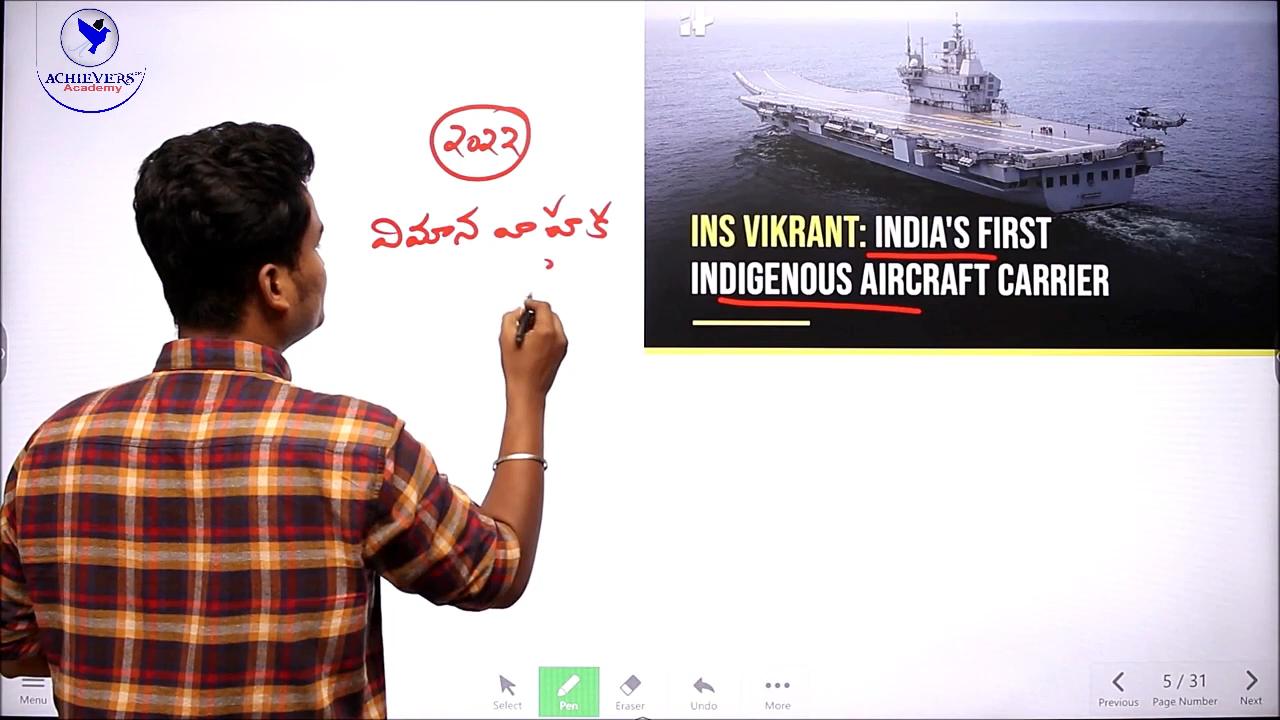 ACHIEVERS
Academy
2022
విమాన వాహక
INS VIKRANT: INDIA'S FIRST
INDIGENOUS AIRCRAFT CARRIER
Menu
Select
Pen
Eraser
Undo
More
Previous
5 / 31
Page Number
Next